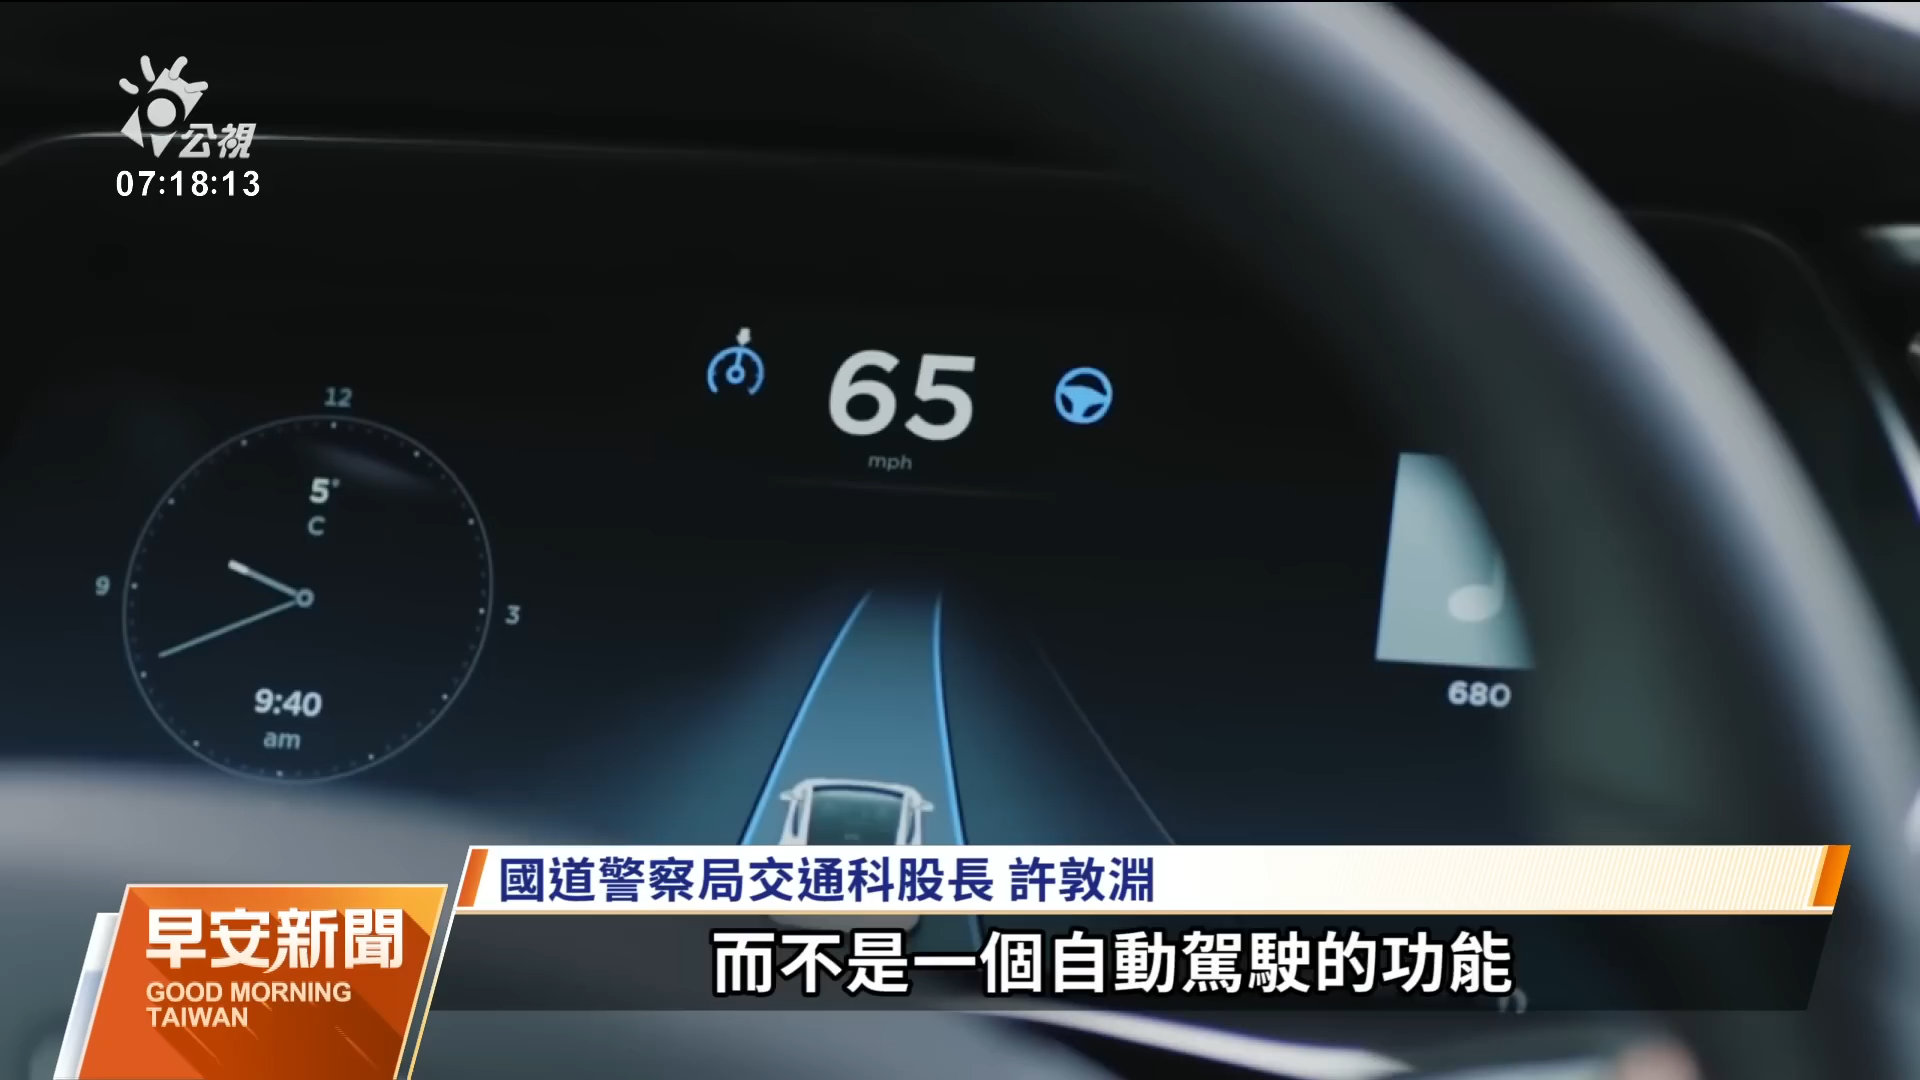 公視
07:18:13
65
mph
12
5°
C
9
3
9:40
am
680
國道警察局交通科股長 許敦淵
而不是一個自動駕駛的功能
早安新聞
GOOD MORNING
TAIWAN